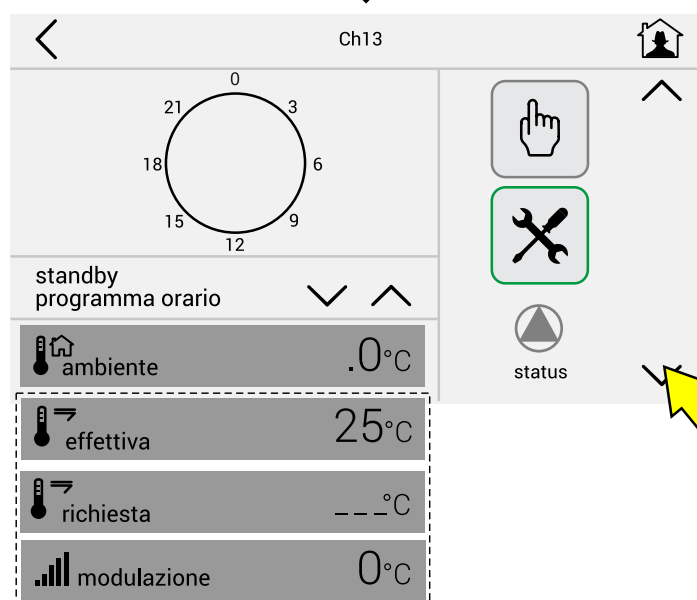 Ch13
0
21
3
18
6
15
9
12
standby
programma orario
ambiente
.0°C
status
effettiva
25°C
richiesta
_ _ _°C
modulazione
0°C